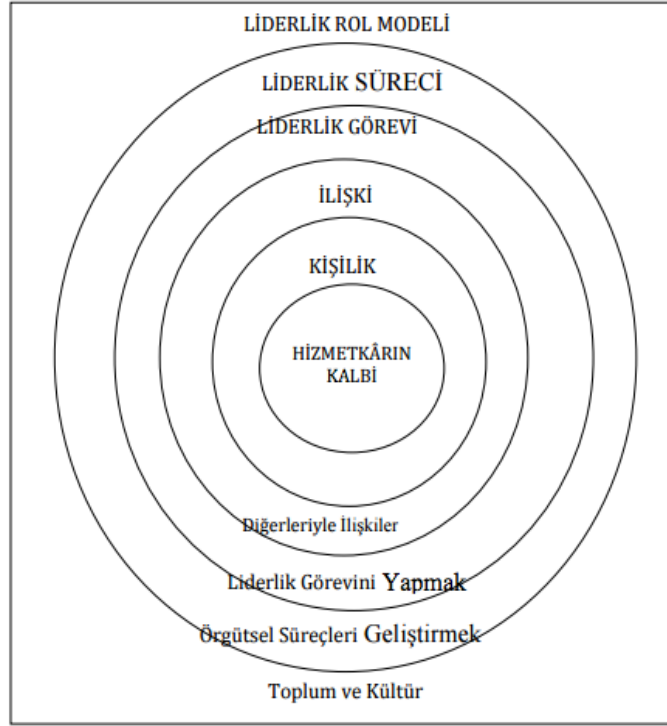 LİDERLİK ROL MODELİ
LİDERLİK SÜRECİ
LİDERLİK GÖREVİ
İLİŞKİ
KİŞİLİK
HİZMETKÂRIN
KALBİ
Diğerleriyle İlişkiler
Liderlik Görevini Yapmak
Örgütsel Süreçleri Geliştirmek
Toplum ve Kültür